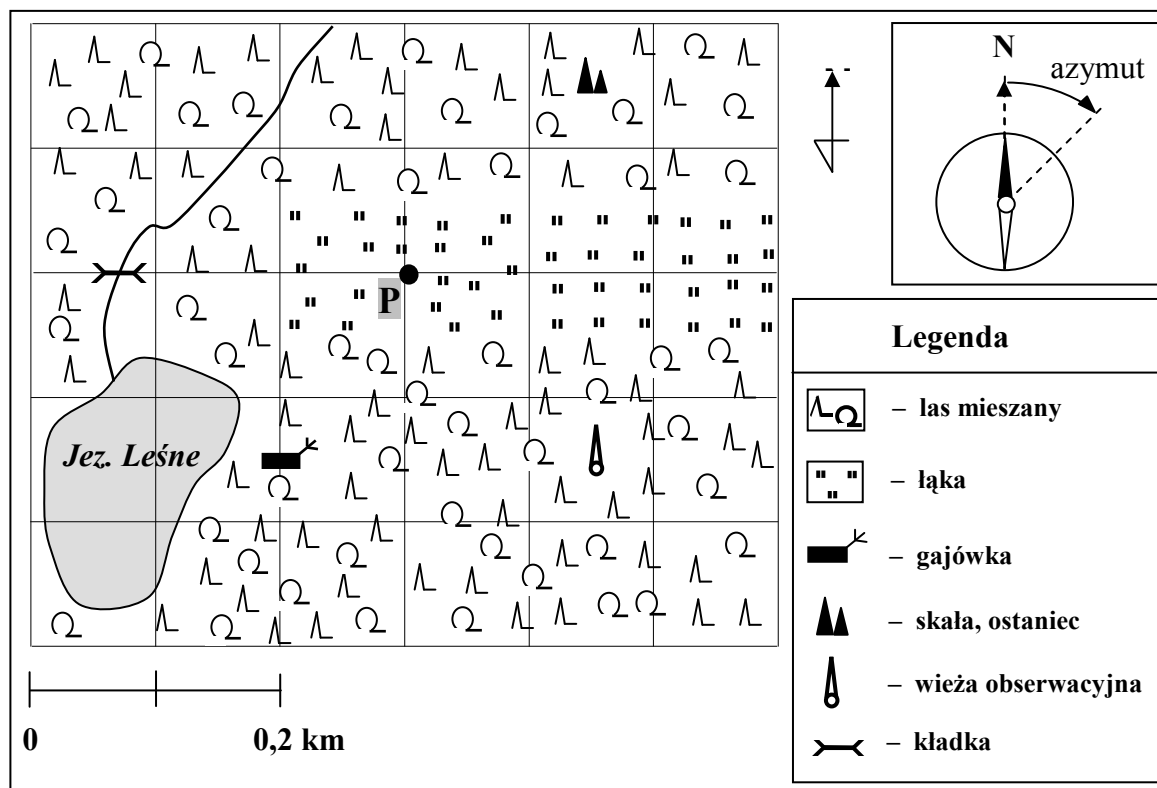 N
azymut
P
Jez. Leśne
0
0,2 km
Legenda
– las mieszany
– łąka
– gajówka
– skała, ostaniec
– wieża obserwacyjna
– kładka